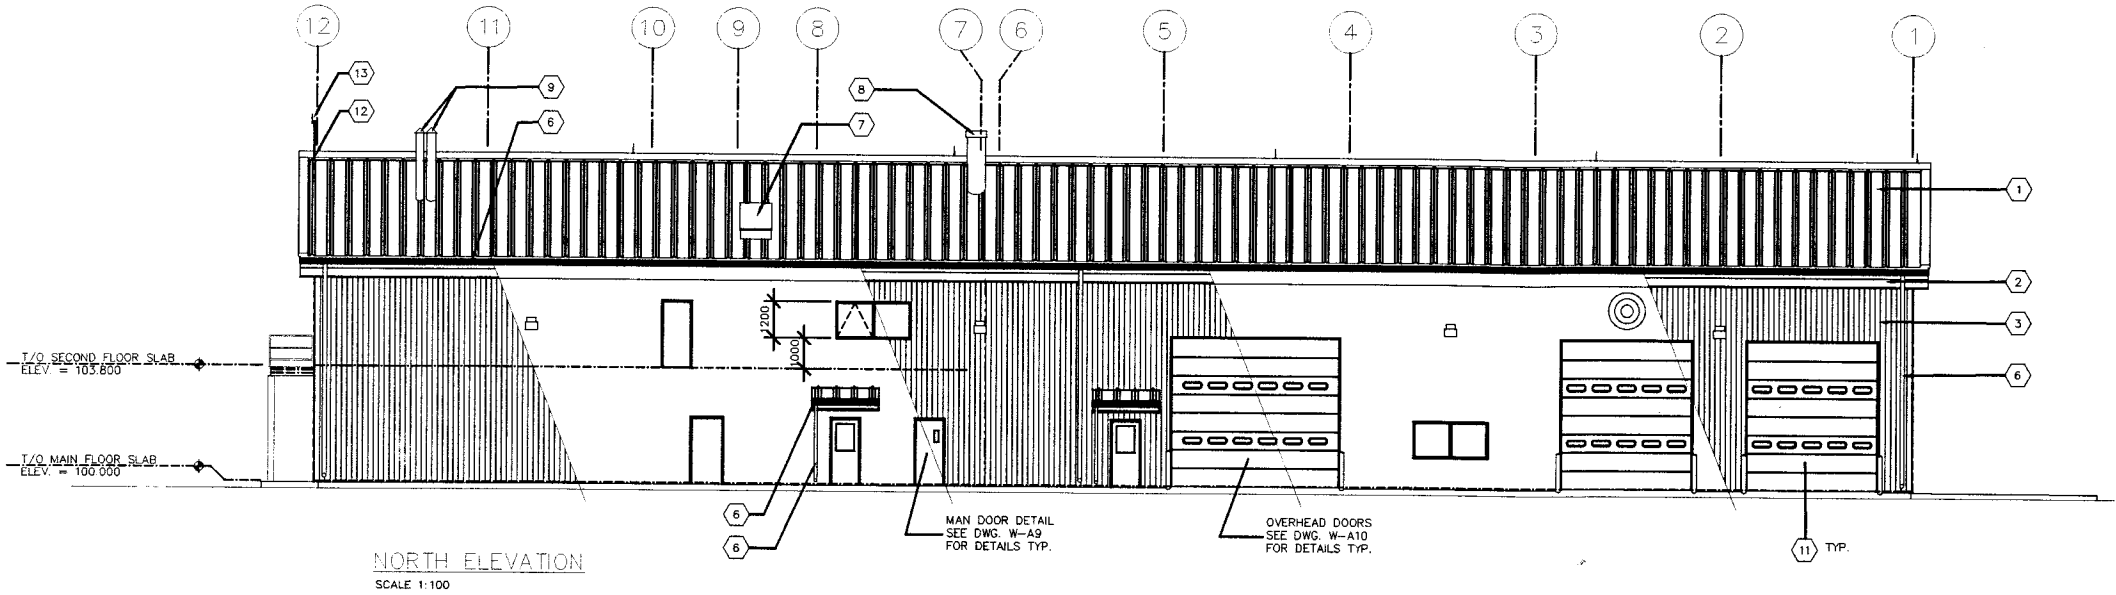 12 11 10 9 8 7 6 5 4 3 2 1
13
9
8
12
6
7
1
2
1200
3
1000
T/O SECOND FLOOR SLAB
ELEV. = 103.800
6
T/O MAIN FLOOR SLAB
ELEV. = 100.000
6
6
MAN DOOR DETAIL
SEE DWG. W-A9
FOR DETAILS TYP.
OVERHEAD DOORS
SEE DWG. W-A10
FOR DETAILS TYP.
11 TYP.
NORTH ELEVATION
SCALE 1:100